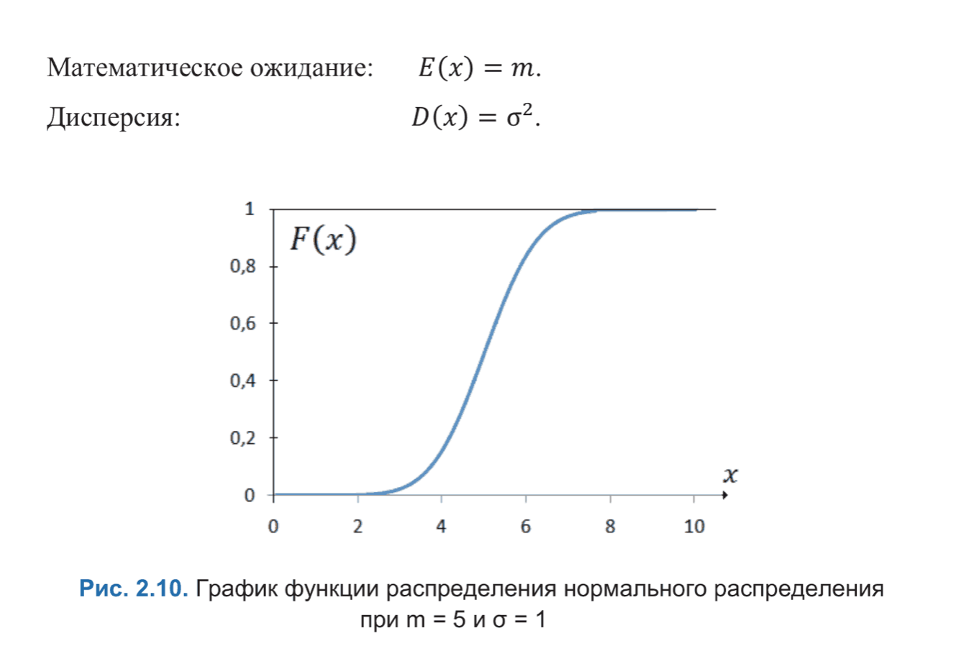 Математическое ожидание: E(x) = m.
Дисперсия: D(x) = σ².
1
F(x)
0,8
0,6
0,4
0,2
0
x
0 2 4 6 8 10
Рис. 2.10. График функции распределения нормального распределения
при m = 5 и σ = 1